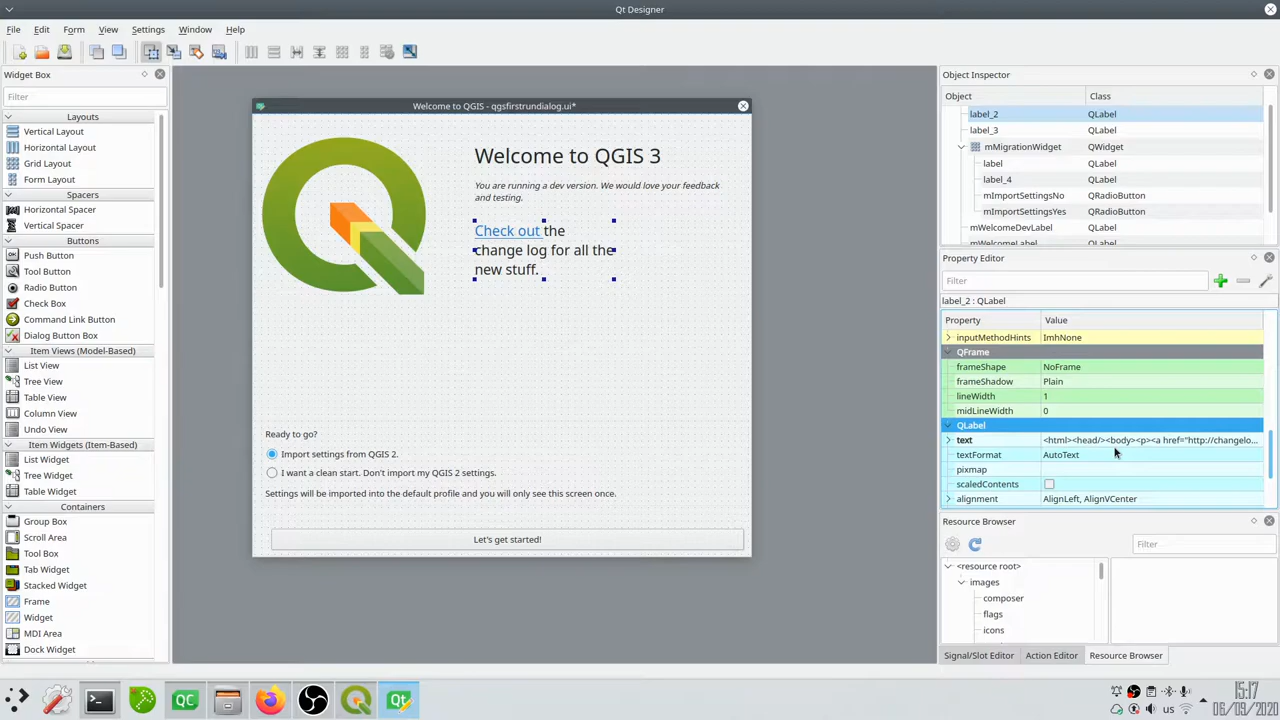 Qt Designer
File Edit Form View Settings Window Help
Widget Box
Filter
Layouts
Vertical Layout
Horizontal Layout
Grid Layout
Form Layout
Spacers
Horizontal Spacer
Vertical Spacer
Buttons
Push Button
Tool Button
Radio Button
Check Box
Command Link Button
Dialog Button Box
Item Views (Model-Based)
List View
Tree View
Table View
Column View
Undo View
Item Widgets (Item-Based)
List Widget
Tree Widget
Table Widget
Containers
Group Box
Scroll Area
Tool Box
Tab Widget
Stacked Widget
Frame
Widget
MDI Area
Dock Widget
Welcome to QGIS - qgsfirstrundialog.ui*
Welcome to QGIS 3
You are running a dev version. We would love your feedback
and testing.
Check out the
change log for all the
new stuff.
Ready to go?
Import settings from QGIS 2.
I want a clean start. Don't import my QGIS 2 settings.
Settings will be imported into the default profile and you will only see this screen once.
Let's get started!
Object Inspector
Object Class
label_2 QLabel
label_3 QLabel
mMigrationWidget QWidget
label QLabel
label_4 QLabel
mImportSettingsNo QRadioButton
mImportSettingsYes QRadioButton
mWelcomeDevLabel QLabel
mWelcomeLabel QLabel
Property Editor
Filter
label_2 : QLabel
Property Value
inputMethodHints ImhNone
QFrame
frameShape NoFrame
frameShadow Plain
lineWidth 1
midLineWidth 0
QLabel
text <html><head/><body><p><a href="http://changelo...
textFormat AutoText
pixmap
scaledContents
alignment AlignLeft, AlignVCenter
Resource Browser
Filter
<resource root>
images
composer
flags
icons
Signal/Slot Editor Action Editor Resource Browser
QC
Qt
us
15:17
06/09/2020